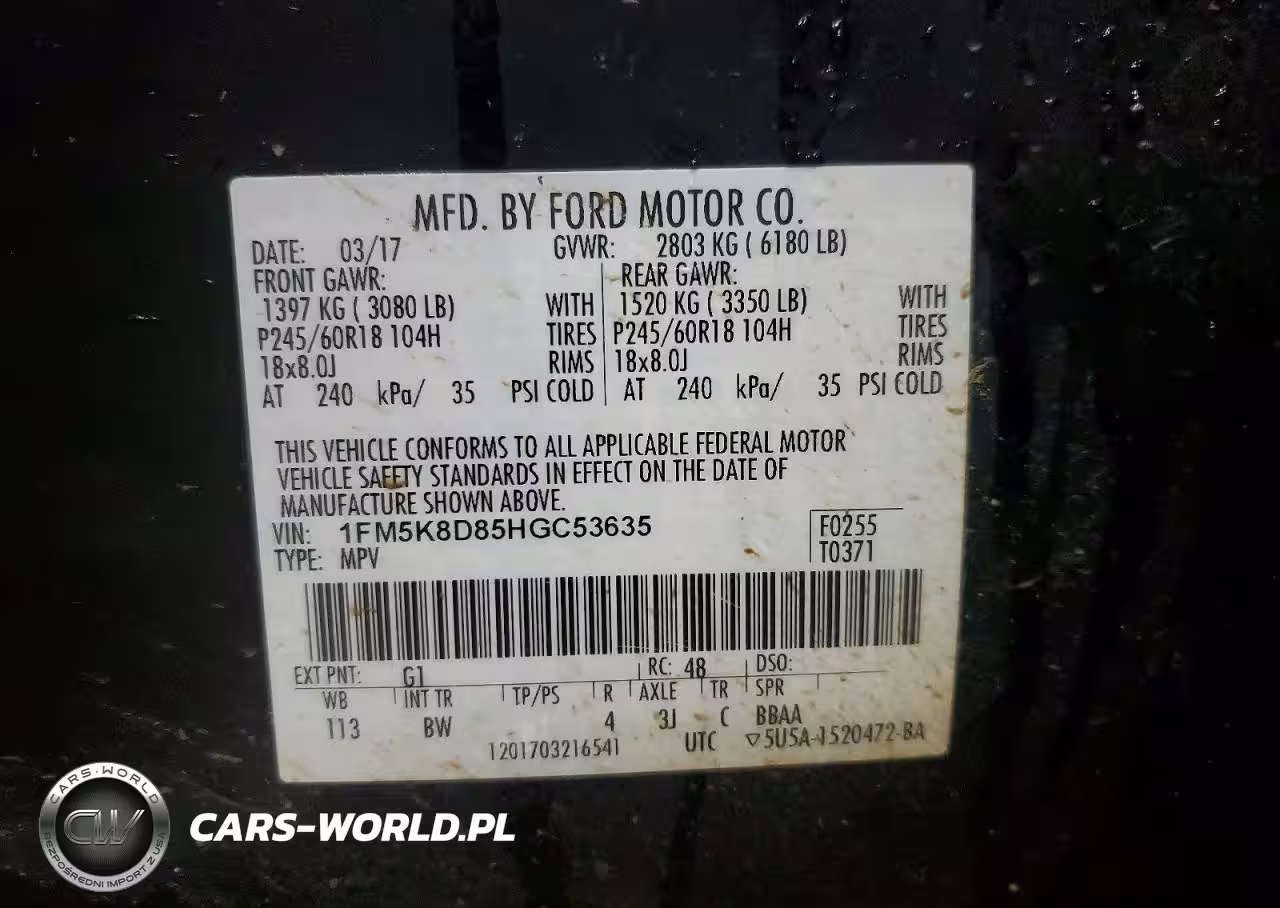 MFD. BY FORD MOTOR CO.
DATE: 03/17 GVWR: 2803 KG ( 6180 LB)
FRONT GAWR: REAR GAWR:
1397 KG ( 3080 LB) WITH 1520 KG ( 3350 LB) WITH
P245/60R18 104H TIRES P245/60R18 104H TIRES
18x8.0J RIMS 18x8.0J RIMS
AT 240 kPa/ 35 PSI COLD AT 240 kPa/ 35 PSI COLD
THIS VEHICLE CONFORMS TO ALL APPLICABLE FEDERAL MOTOR
VEHICLE SAFETY STANDARDS IN EFFECT ON THE DATE OF
MANUFACTURE SHOWN ABOVE.
VIN: 1FM5K8D85HGC53635 F0255
TYPE: MPV T0371
EXT PNT: G1 RC: 48 DSO:
WB INT TR TP/PS R AXLE TR SPR
113 BW 4 3J C BBAA
1201703216541 UTC ▽5U5A-1520472-BA
CARS-WORLD
CW
BEZPOŚREDNI IMPORT Z USA
CARS-WORLD.PL